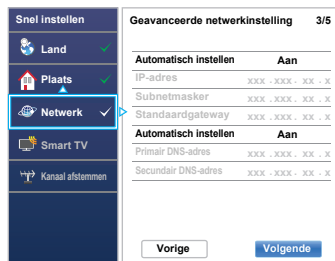 Snel instellen
Land
Plaats
Netwerk
Smart TV
Kanaal afstemmen
Geavanceerde netwerkinstelling 3/5
Automatisch instellen Aan
IP-adres xxx . xxx . xx . x
Subnetmasker xxx . xxx . xx . x
Standaardgateway xxx . xxx . xx . x
Automatisch instellen Aan
Primair DNS-adres xxx . xxx . xx . x
Secundair DNS-adres xxx . xxx . xx . x
Vorige
Volgende